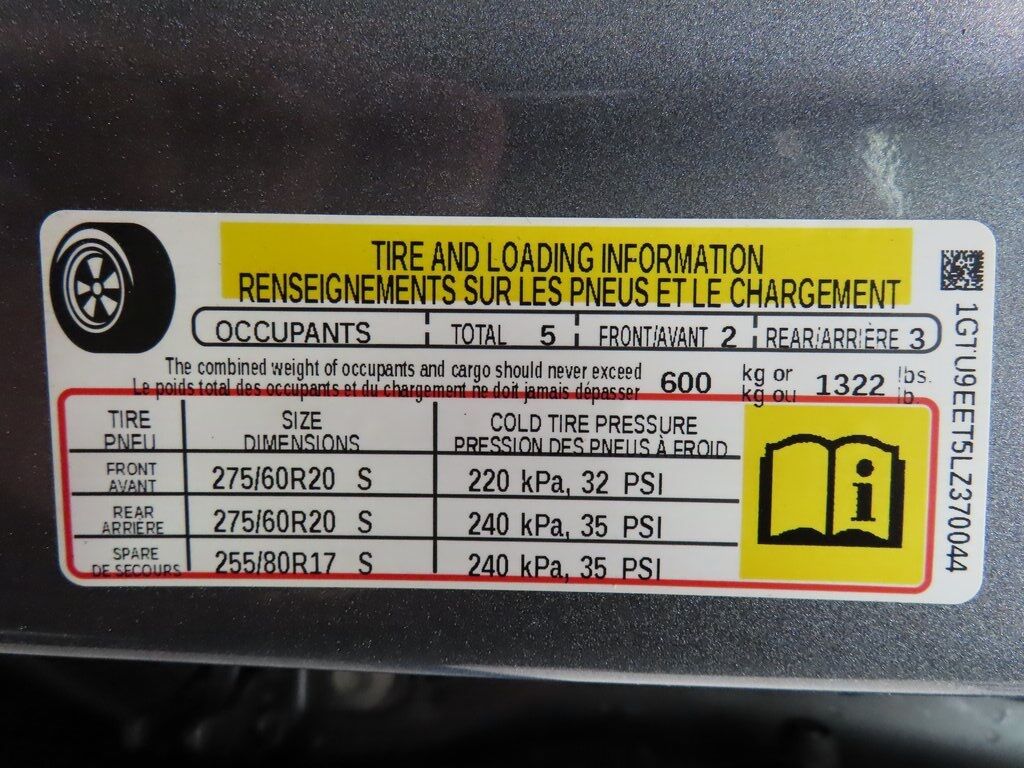 TIRE AND LOADING INFORMATION
RENSEIGNEMENTS SUR LES PNEUS ET LE CHARGEMENT
OCCUPANTS TOTAL 5 FRONT/AVANT 2 REAR/ARRIÈRE 3
The combined weight of occupants and cargo should never exceed 600 kg or 1322 lbs.
Le poids total des occupants et du chargement ne doit jamais dépasser kg ou lb.
TIRE SIZE COLD TIRE PRESSURE
PNEU DIMENSIONS PRESSION DES PNEUS À FROID
FRONT
AVANT 275/60R20 S 220 kPa, 32 PSI
REAR
ARRIÈRE 275/60R20 S 240 kPa, 35 PSI
SPARE
DE SECOURS 255/80R17 S 240 kPa, 35 PSI
1GTU9EET5LZ370044